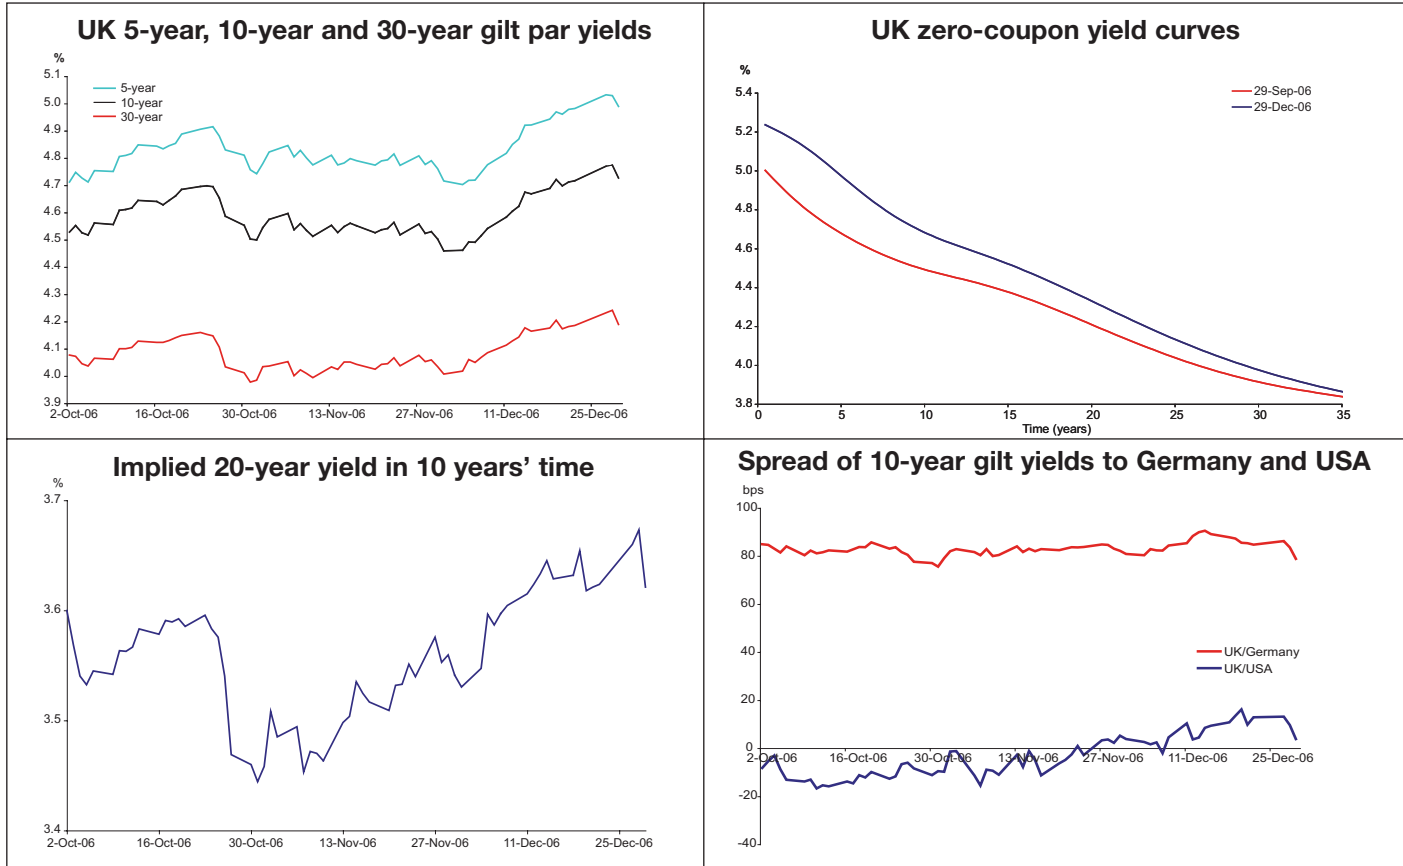 UK 5-year, 10-year and 30-year gilt par yields
%
5.1
5.0
4.9
4.8
4.7
4.6
4.5
4.4
4.3
4.2
4.1
4.0
3.9
5-year
10-year
30-year
2-Oct-06 16-Oct-06 30-Oct-06 13-Nov-06 27-Nov-06 11-Dec-06 25-Dec-06
UK zero-coupon yield curves
%
5.4
5.2
5.0
4.8
4.6
4.4
4.2
4.0
3.8
29-Sep-06
29-Dec-06
0 5 10 15 20 25 30 35
Time (years)
Implied 20-year yield in 10 years’ time
%
3.7
3.6
3.5
3.4
2-Oct-06 16-Oct-06 30-Oct-06 13-Nov-06 27-Nov-06 11-Dec-06 25-Dec-06
Spread of 10-year gilt yields to Germany and USA
bps
100
80
60
40
20
0
-20
-40
UK/Germany
UK/USA
2-Oct-06 16-Oct-06 30-Oct-06 13-Nov-06 27-Nov-06 11-Dec-06 25-Dec-06